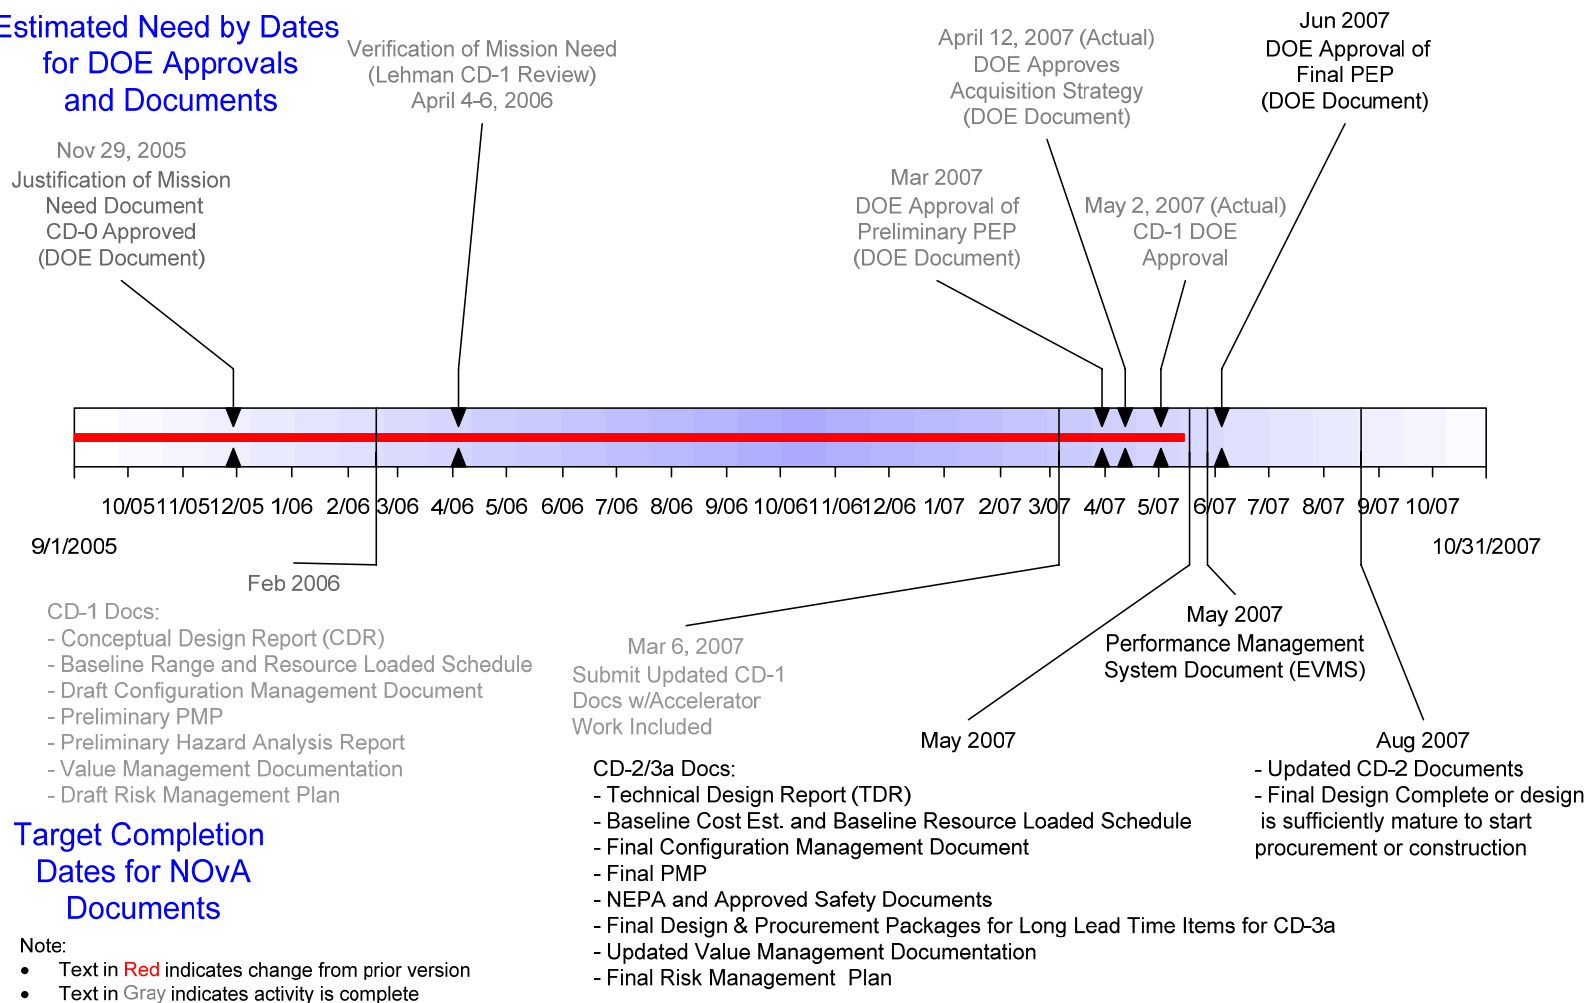 Estimated Need by Dates
for DOE Approvals
and Documents
Verification of Mission Need
(Lehman CD-1 Review)
April 4-6, 2006
April 12, 2007 (Actual)
DOE Approves
Acquisition Strategy
(DOE Document)
Jun 2007
DOE Approval of
Final PEP
(DOE Document)
Nov 29, 2005
Justification of Mission
Need Document
CD-0 Approved
(DOE Document)
Mar 2007
DOE Approval of
Preliminary PEP
(DOE Document)
May 2, 2007 (Actual)
CD-1 DOE
Approval
10/05 11/05 12/05 1/06 2/06 3/06 4/06 5/06 6/06 7/06 8/06 9/06 10/06 11/06 12/06 1/07 2/07 3/07 4/07 5/07 6/07 7/07 8/07 9/07 10/07
9/1/2005
10/31/2007
Feb 2006
CD-1 Docs:
- Conceptual Design Report (CDR)
- Baseline Range and Resource Loaded Schedule
- Draft Configuration Management Document
- Preliminary PMP
- Preliminary Hazard Analysis Report
- Value Management Documentation
- Draft Risk Management Plan
Mar 6, 2007
Submit Updated CD-1
Docs w/Accelerator
Work Included
May 2007
Performance Management
System Document (EVMS)
May 2007
CD-2/3a Docs:
- Technical Design Report (TDR)
- Baseline Cost Est. and Baseline Resource Loaded Schedule
- Final Configuration Management Document
- Final PMP
- NEPA and Approved Safety Documents
- Final Design & Procurement Packages for Long Lead Time Items for CD-3a
- Updated Value Management Documentation
- Final Risk Management Plan
Aug 2007
- Updated CD-2 Documents
- Final Design Complete or design
is sufficiently mature to start
procurement or construction
Target Completion
Dates for NOvA
Documents
Note:
• Text in Red indicates change from prior version
• Text in Gray indicates activity is complete